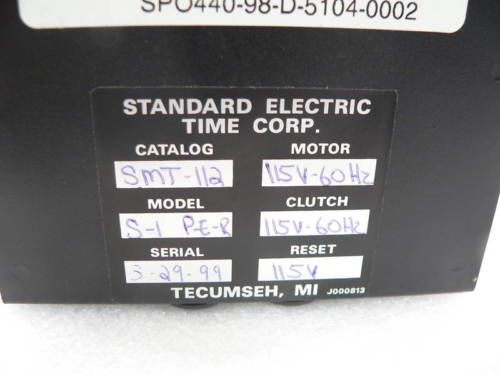 SPO440-98-D-5104-0002
STANDARD ELECTRIC
TIME CORP.
CATALOG MOTOR
SMT-112 115V-60Hz
MODEL CLUTCH
S-1 P-E-R 115V-60Hz
SERIAL RESET
3-29-99 115V
TECUMSEH, MI J000813